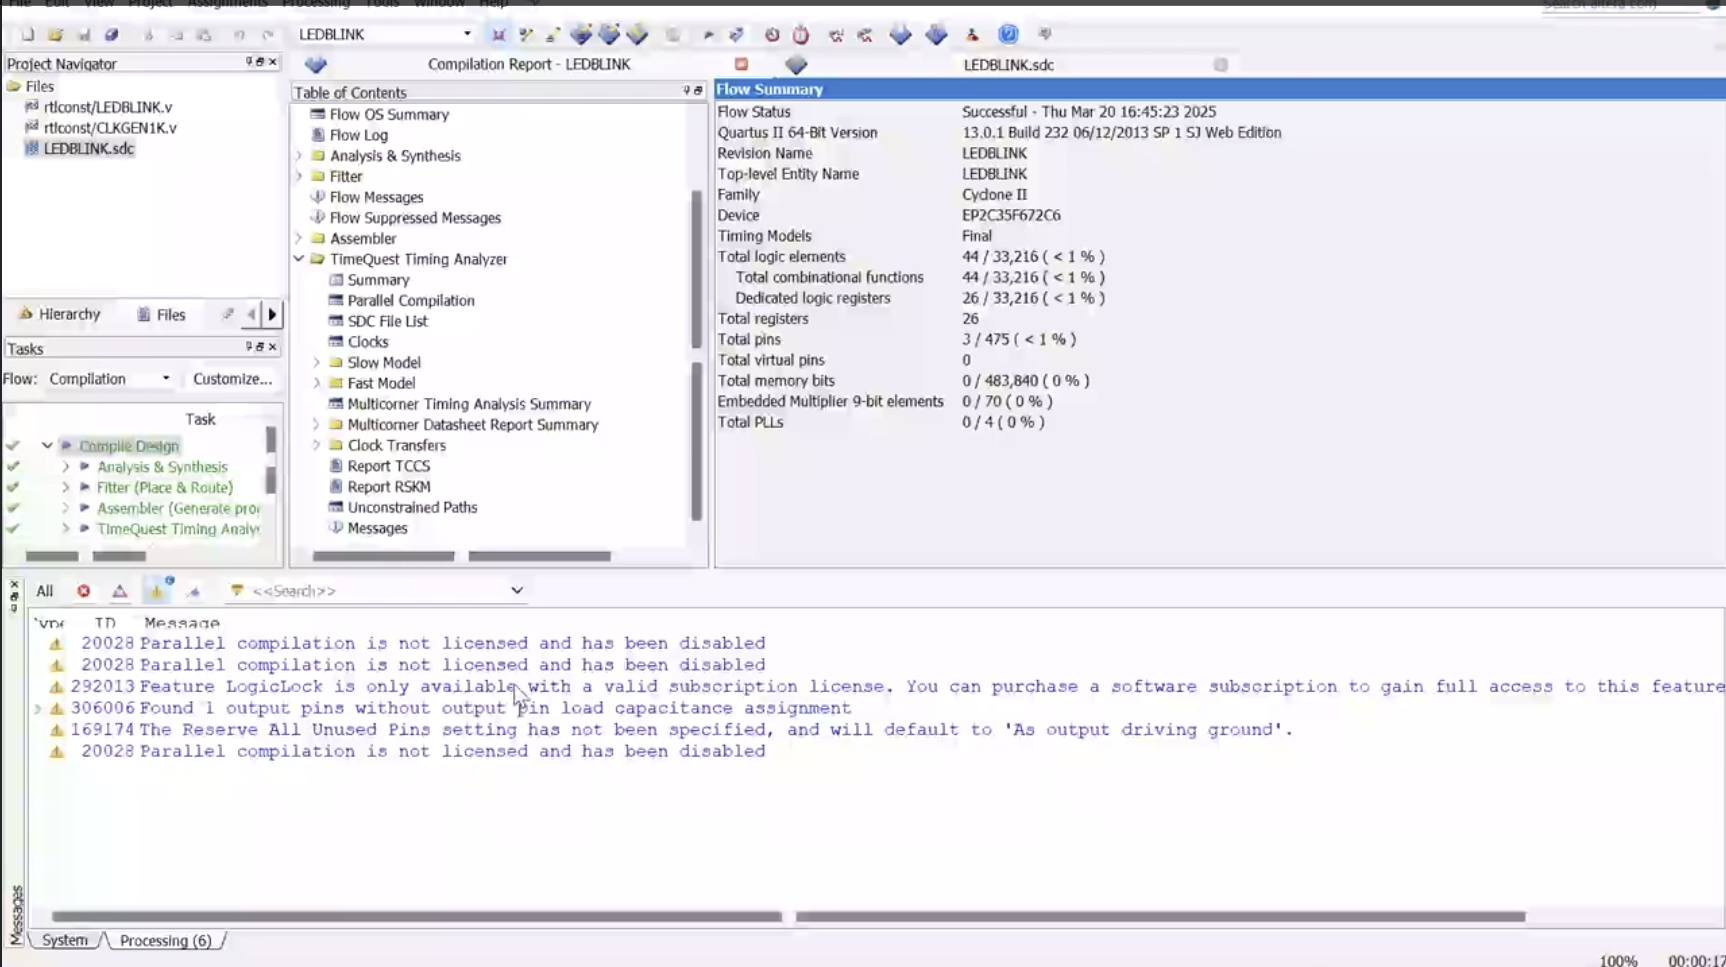 File Edit View Project Assignments Processing Tools Window Help
LEDBLINK
Project Navigator
Files
rtlconst/LEDBLINK.v
rtlconst/CLKGEN1K.v
LEDBLINK.sdc
Hierarchy
Files
Tasks
Flow: Compilation
Customize...
Task
Compile Design
Analysis & Synthesis
Fitter (Place & Route)
Assembler (Generate pro
TimeQuest Timing Analy
Compilation Report - LEDBLINK
LEDBLINK.sdc
Table of Contents
Flow OS Summary
Flow Log
Analysis & Synthesis
Fitter
Flow Messages
Flow Suppressed Messages
Assembler
TimeQuest Timing Analyzer
Summary
Parallel Compilation
SDC File List
Clocks
Slow Model
Fast Model
Multicorner Timing Analysis Summary
Multicorner Datasheet Report Summary
Clock Transfers
Report TCCS
Report RSKM
Unconstrained Paths
Messages
Flow Summary
Flow Status Successful - Thu Mar 20 16:45:23 2025
Quartus II 64-Bit Version 13.0.1 Build 232 06/12/2013 SP 1 SJ Web Edition
Revision Name LEDBLINK
Top-level Entity Name LEDBLINK
Family Cyclone II
Device EP2C35F672C6
Timing Models Final
Total logic elements 44 / 33,216 ( < 1 % )
Total combinational functions 44 / 33,216 ( < 1 % )
Dedicated logic registers 26 / 33,216 ( < 1 % )
Total registers 26
Total pins 3 / 475 ( < 1 % )
Total virtual pins 0
Total memory bits 0 / 483,840 ( 0 % )
Embedded Multiplier 9-bit elements 0 / 70 ( 0 % )
Total PLLs 0 / 4 ( 0 % )
All
<<Search>>
Type ID Message
20028 Parallel compilation is not licensed and has been disabled
20028 Parallel compilation is not licensed and has been disabled
292013 Feature LogicLock is only available with a valid subscription license. You can purchase a software subscription to gain full access to this feature
306006 Found 1 output pins without output pin load capacitance assignment
169174 The Reserve All Unused Pins setting has not been specified, and will default to 'As output driving ground'.
20028 Parallel compilation is not licensed and has been disabled
Messages
System
Processing (6)
100% 00:00:17